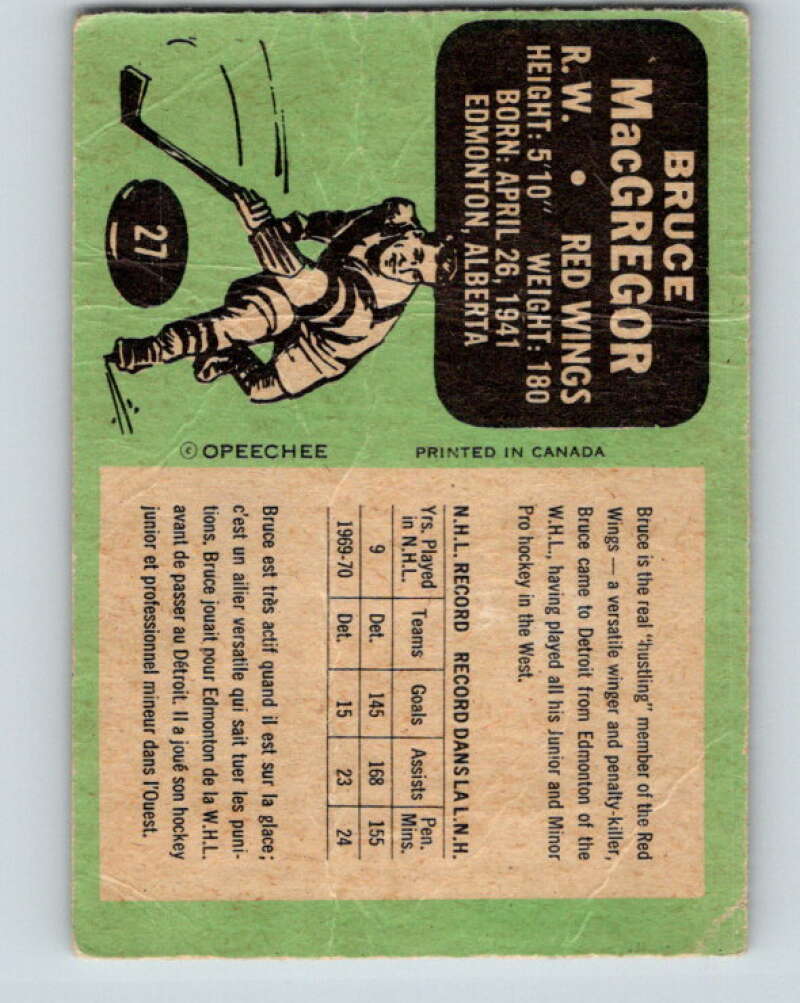 BRUCE
MacGREGOR
R. W. • RED WINGS
HEIGHT: 5'10" WEIGHT: 180
BORN: APRIL 26, 1941
EDMONTON, ALBERTA
27
Bruce is the real "hustling" member of the Red
Wings — a versatile winger and penalty-killer,
Bruce came to Detroit from Edmonton of the
W.H.L., having played all his Junior and Minor
Pro hockey in the West.
N.H.L. RECORD RECORD DANS LA L.N.H.
Yrs. Played in N.H.L. Teams Goals Assists Pen. Mins.
9 Det. 145 168 155
1969-70 Det. 15 23 24
Bruce est très actif quand il est sur la glace;
c'est un ailier versatile qui sait tuer les puni-
tions. Bruce jouait pour Edmonton de la W.H.L.
avant de passer au Détroit. Il a joué son hockey
junior et professionnel mineur dans l'Ouest.
© OPEECHEE PRINTED IN CANADA